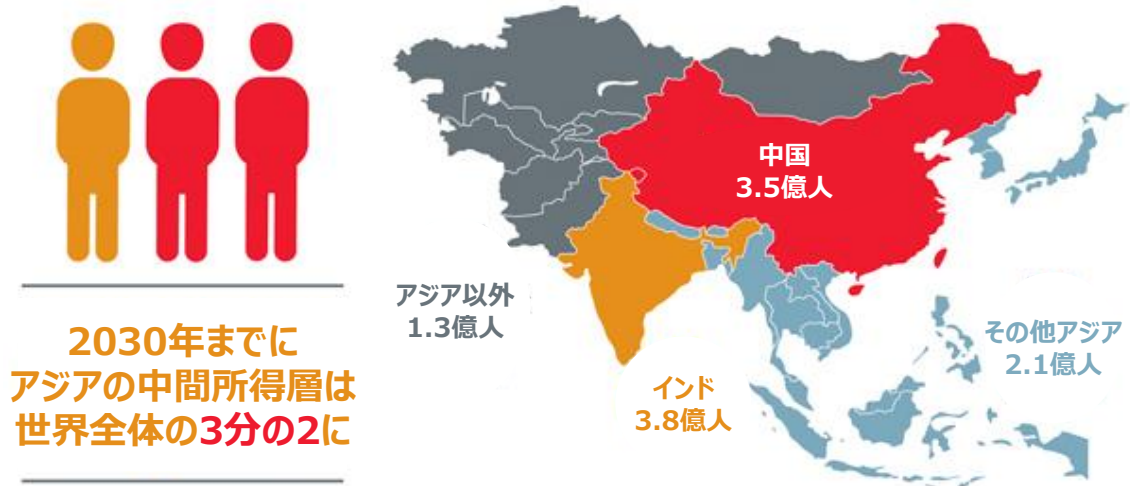 2030年までに
アジアの中間所得層は
世界全体の3分の2に
中国
3.5億人
アジア以外
1.3億人
インド
3.8億人
その他アジア
2.1億人